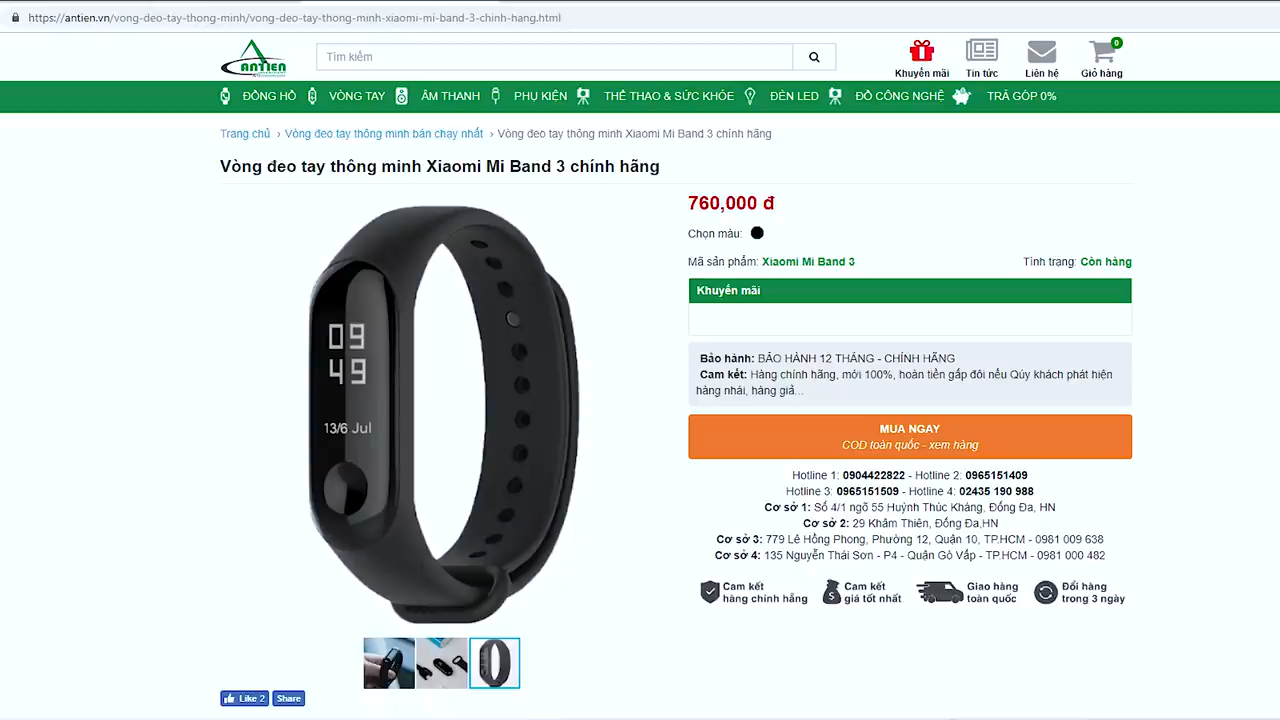 https://antien.vn/vong-deo-tay-thong-minh/vong-deo-tay-thong-minh-xiaomi-mi-band-3-chinh-hang.html
ANTIEN
Tìm kiếm
0
Khuyến mãi
Tin tức
Liên hệ
Giỏ hàng
ĐỒNG HỒ
VÒNG TAY
ÂM THANH
PHỤ KIỆN
THỂ THAO & SỨC KHỎE
ĐÈN LED
ĐỒ CÔNG NGHỆ
TRẢ GÓP 0%
Trang chủ › Vòng đeo tay thông minh bán chạy nhất › Vòng đeo tay thông minh Xiaomi Mi Band 3 chính hãng
Vòng đeo tay thông minh Xiaomi Mi Band 3 chính hãng
09
49
13/6 Jul
760,000 đ
Chọn màu:
Mã sản phẩm: Xiaomi Mi Band 3
Tình trạng: Còn hàng
Khuyến mãi
Bảo hành: BẢO HÀNH 12 THÁNG - CHÍNH HÃNG
Cam kết: Hàng chính hãng, mới 100%, hoàn tiền gấp đôi nếu Qúy khách phát hiện
hàng nhái, hàng giả...
MUA NGAY
COD toàn quốc - xem hàng
Hotline 1: 0904422822 - Hotline 2: 0965151409
Hotline 3: 0965151509 - Hotline 4: 02435 190 988
Cơ sở 1: Số 4/1 ngõ 55 Huỳnh Thúc Kháng, Đống Đa, HN
Cơ sở 2: 29 Khâm Thiên, Đống Đa,HN
Cơ sở 3: 779 Lê Hồng Phong, Phường 12, Quận 10, TP.HCM - 0981 009 638
Cơ sở 4: 135 Nguyễn Thái Sơn - P4 - Quận Gò Vấp - TP.HCM - 0981 000 482
Cam kết
hàng chính hãng
Cam kết
giá tốt nhất
Giao hàng
toàn quốc
Đổi hàng
trong 3 ngày
Like 2
Share